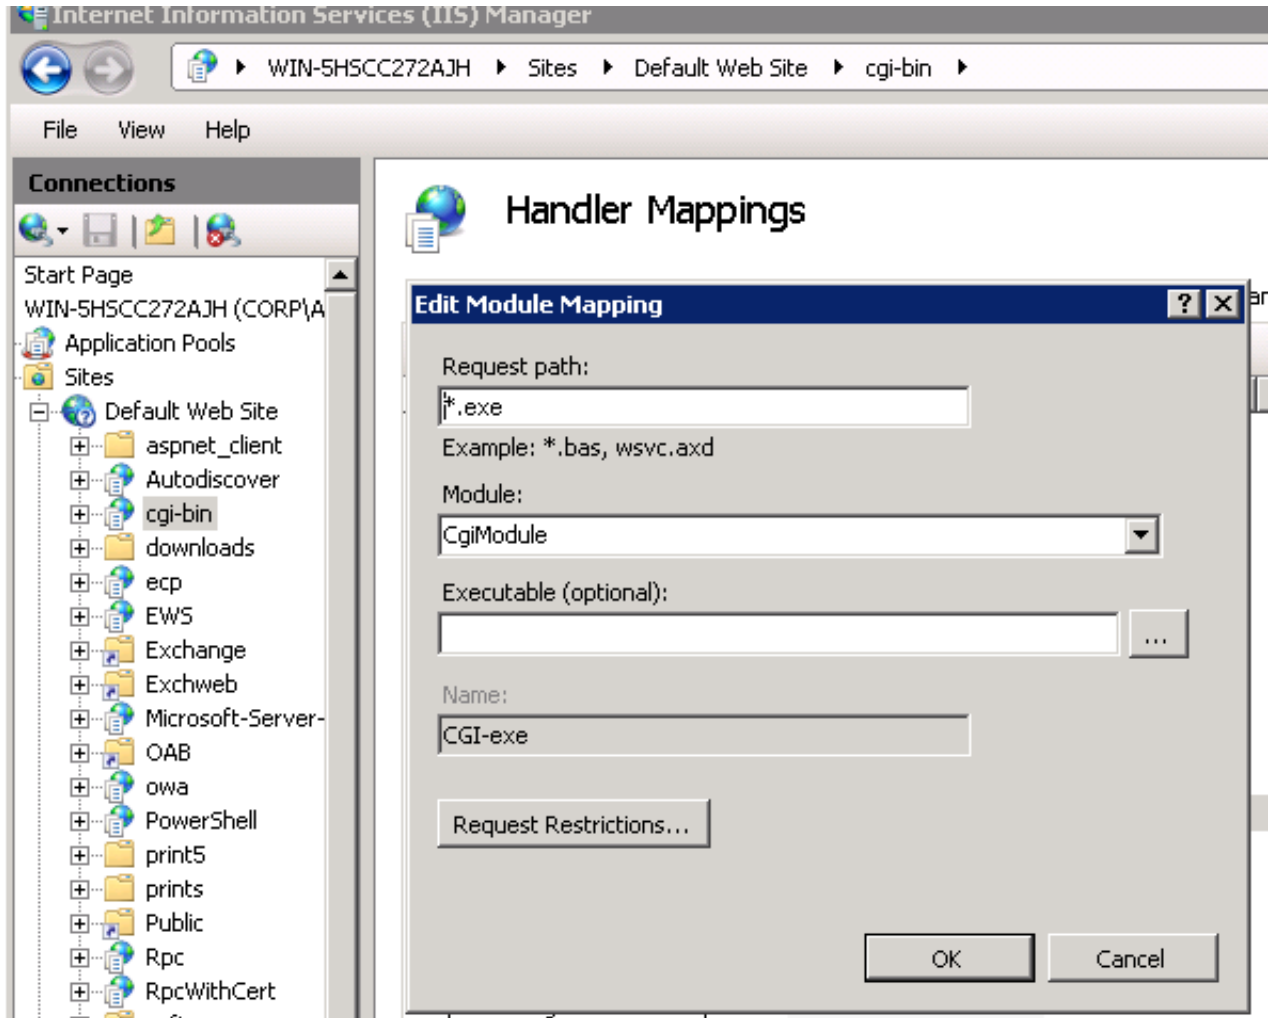 Internet Information Services (IIS) Manager
WIN-5HSCC272AJH Sites Default Web Site cgi-bin
File View Help
Connections
Start Page
WIN-5HSCC272AJH (CORP\A
Application Pools
Sites
Default Web Site
aspnet_client
Autodiscover
cgi-bin
downloads
ecp
EWS
Exchange
Exchweb
Microsoft-Server-
OAB
owa
PowerShell
print5
prints
Public
Rpc
RpcWithCert
Handler Mappings
Edit Module Mapping
Request path:
*.exe
Example: *.bas, wsvc.axd
Module:
CgiModule
Executable (optional):
...
Name:
CGI-exe
Request Restrictions...
OK Cancel